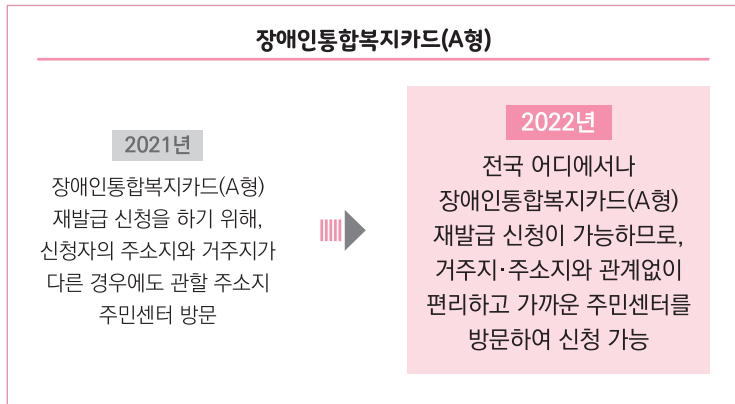 장애인통합복지카드(A형)
2021년
장애인통합복지카드(A형)
재발급 신청을 하기 위해,
신청자의 주소지와 거주지가
다른 경우에도 관할 주소지
주민센터 방문
2022년
전국 어디에서나
장애인통합복지카드(A형)
재발급 신청이 가능하므로,
거주지·주소지와 관계없이
편리하고 가까운 주민센터를
방문하여 신청 가능